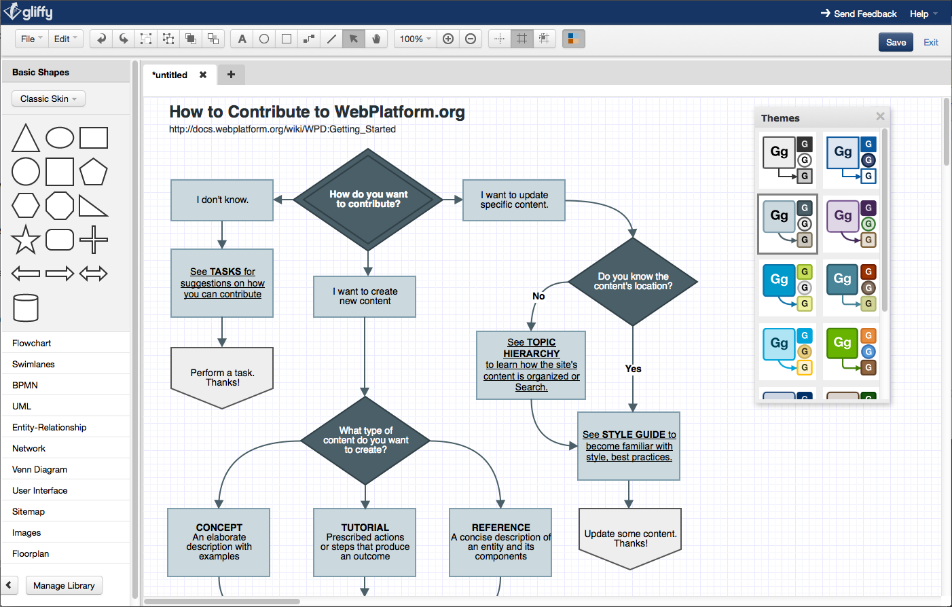 gliffy
Send Feedback
Help
File
Edit
A
100%
Save
Exit
Basic Shapes
*untitled
Classic Skin
How to Contribute to WebPlatform.org
http://docs.webplatform.org/wiki/WPD:Getting_Started
Themes
Gg
G
G
G
Gg
G
G
G
Gg
G
G
G
Gg
G
G
G
Gg
G
G
G
Gg
G
G
G
Gg
G
G
G
Gg
G
G
G
I don't know.
How do you want
to contribute?
I want to update
specific content.
See TASKS for
suggestions on how
you can contribute
I want to create
new content
Do you know the
content's location?
No
Yes
See TOPIC
HIERARCHY
to learn how the site's
content is organized or
Search.
Perform a task.
Thanks!
What type of
content do you want
to create?
See STYLE GUIDE to
become familiar with
style, best practices.
CONCEPT
An elaborate
description with
examples
TUTORIAL
Prescribed actions
or steps that produce
an outcome
REFERENCE
A concise description of
an entity and its
components
Update some content.
Thanks!
Flowchart
Swimlanes
BPMN
UML
Entity-Relationship
Network
Venn Diagram
User Interface
Sitemap
Images
Floorplan
Manage Library